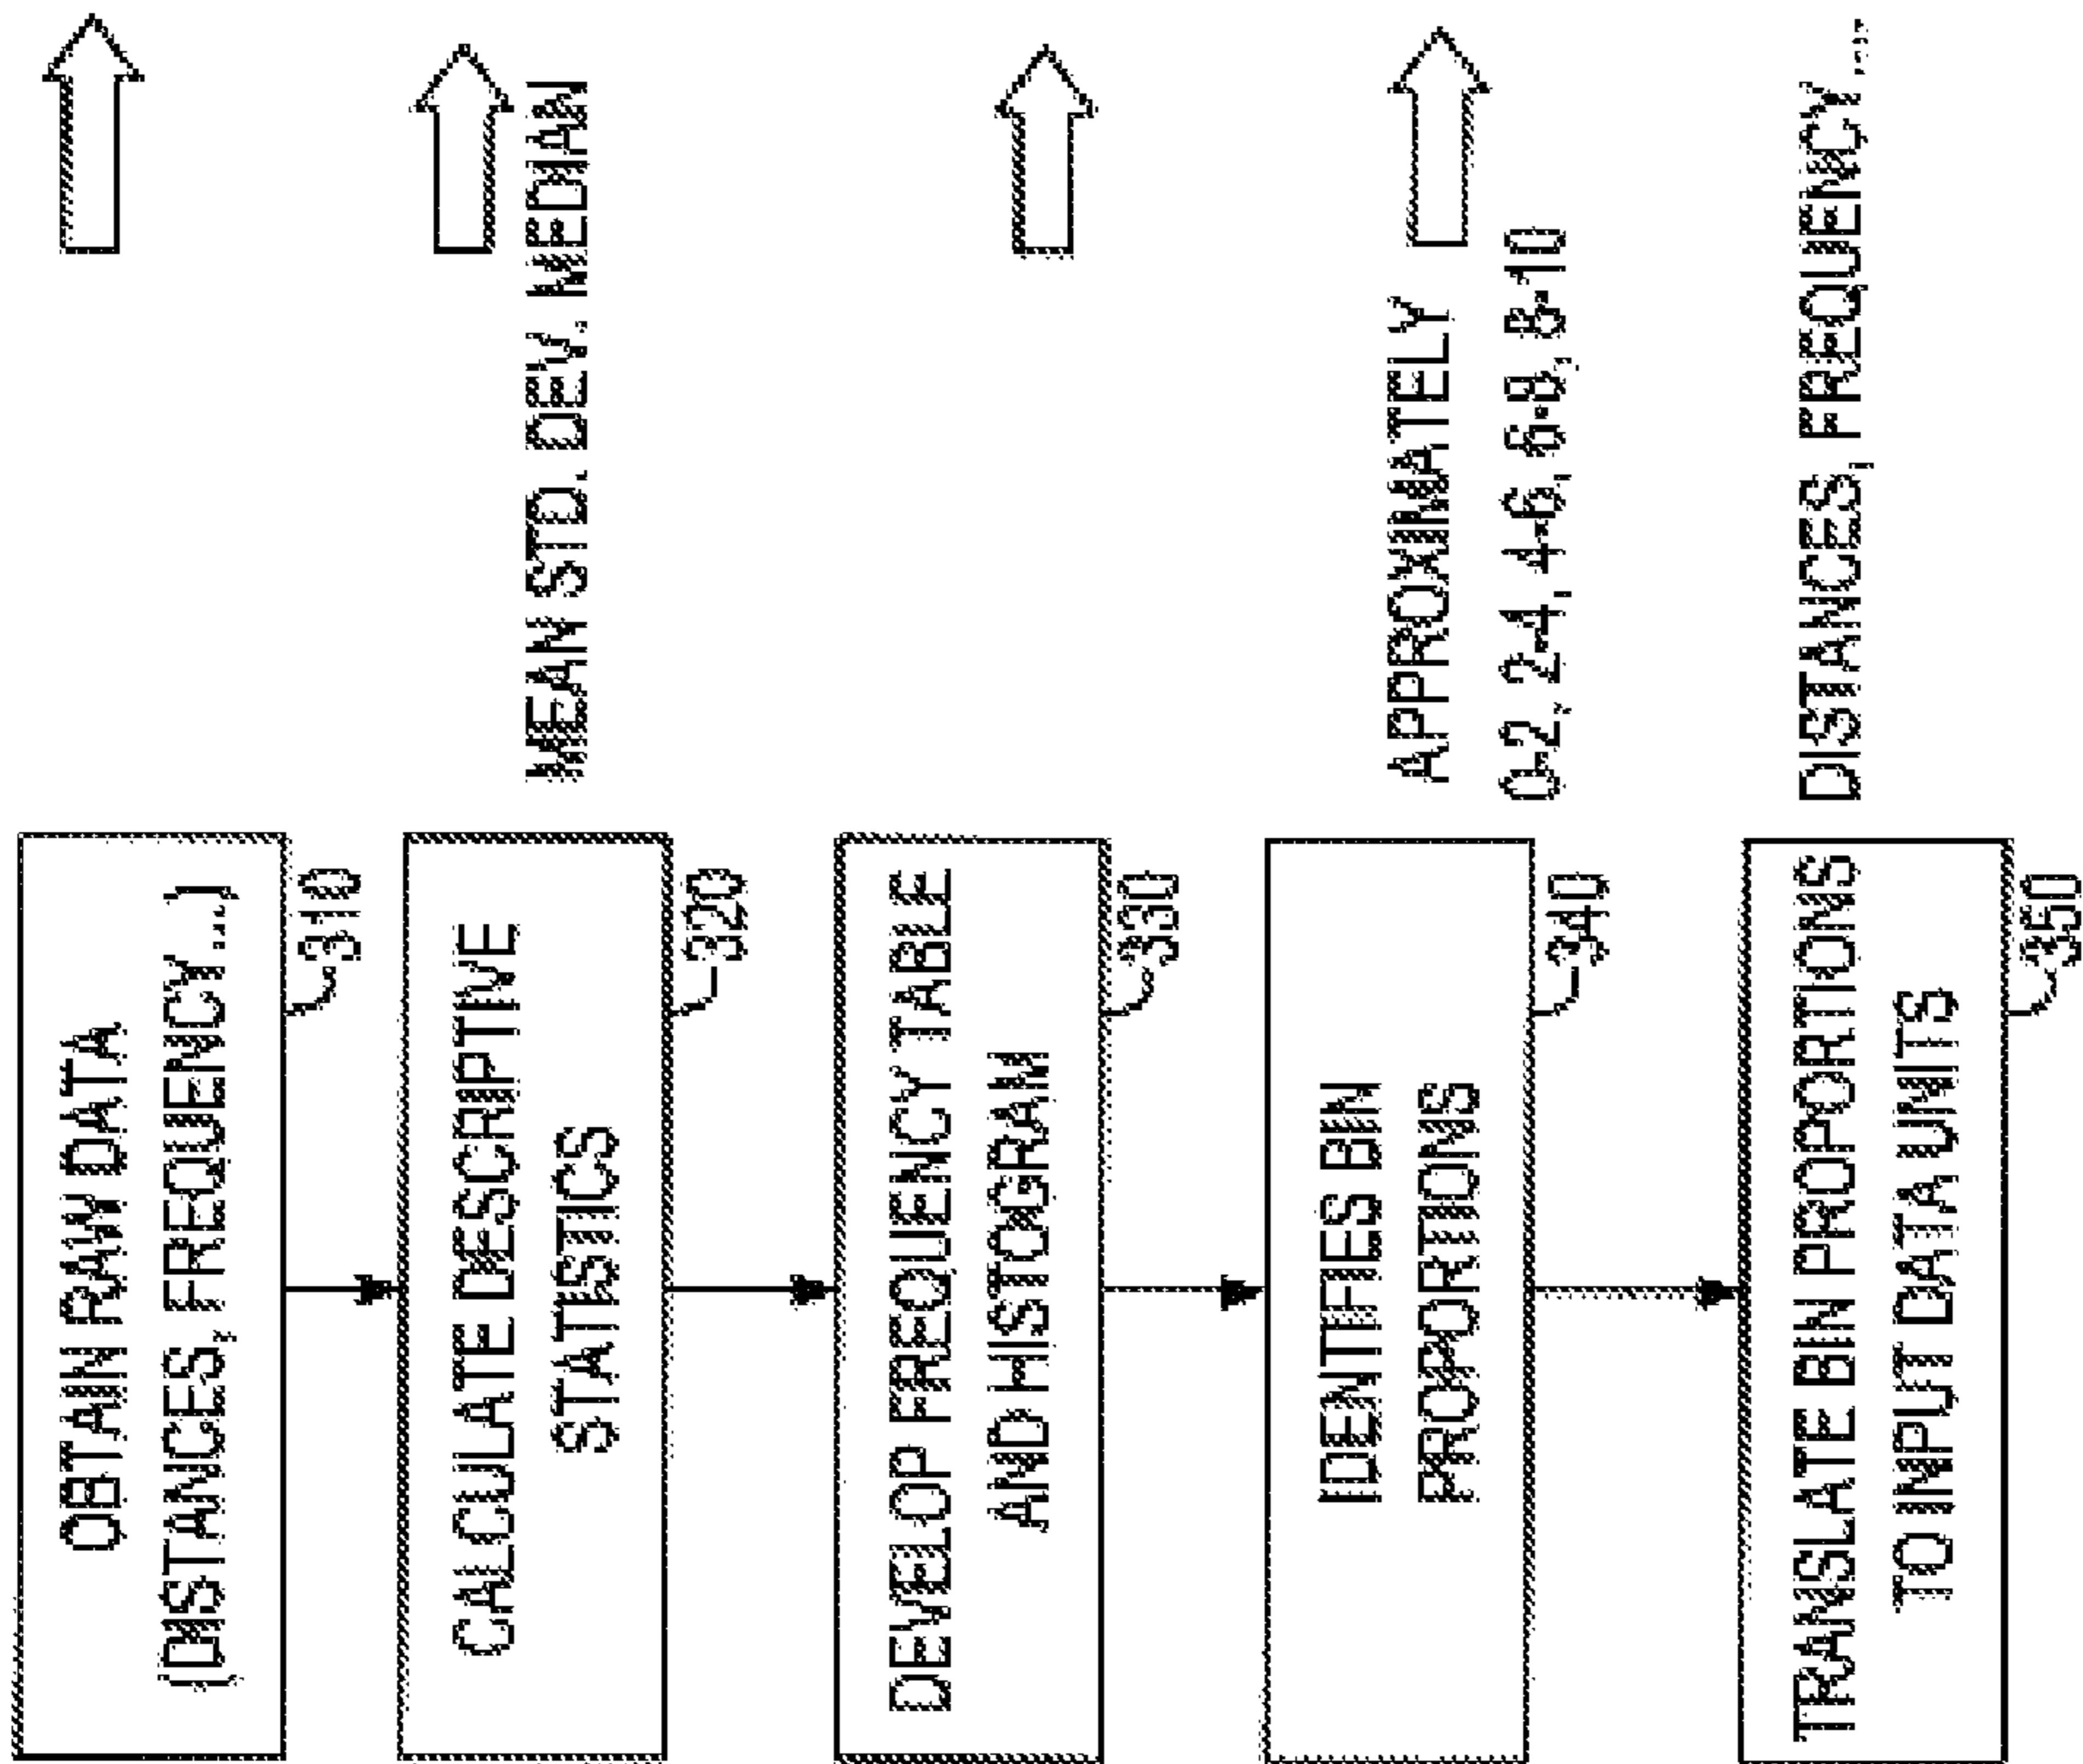 OBTAIN RAW DATA
(DISTANCES, FREQUENCY...)
310
CALCULATE DESCRIPTIVE
STATISTICS
320
MEAN STD. DEV. MEDIAN
DEVELOP FREQUENCY TABLE
AND HISTOGRAM
330
IDENTIFIES BIN
PROPORTIONS
340
APPROXIMATELY
0-2, 2-4, 4-6, 6-8, 8-10
TRANSLATE BIN PROPORTIONS
TO INPUT DATA UNITS
350
DISTANCES, FREQUENCY....